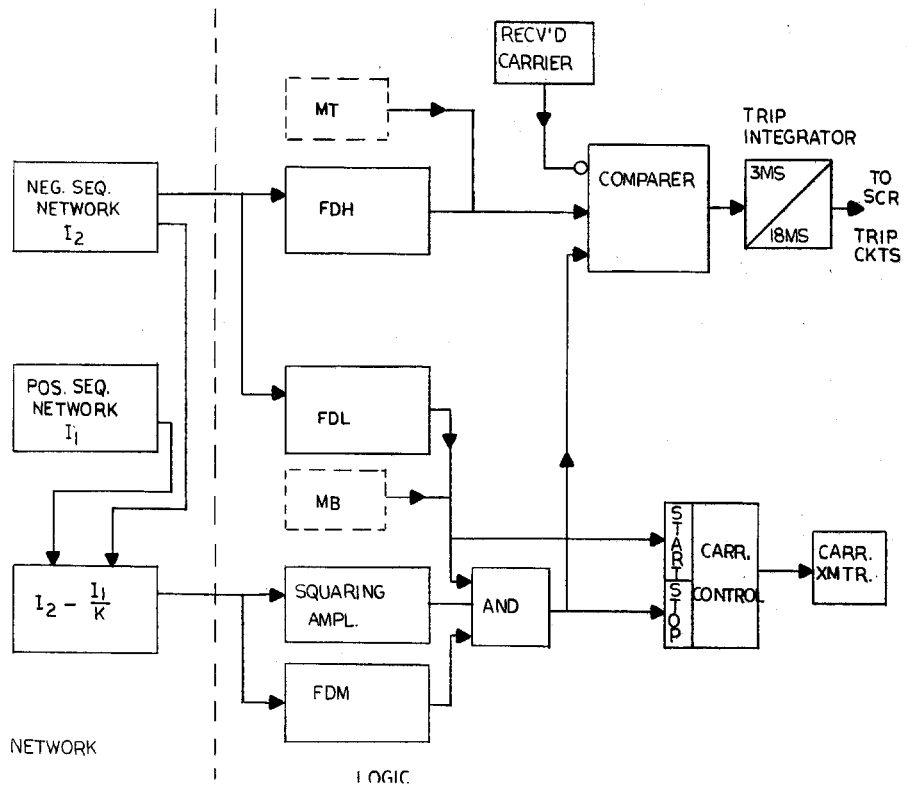 RECV'D
CARRIER
MT
TRIP
INTEGRATOR
NEG. SEQ.
NETWORK
I2
FDH
COMPARER
3MS
18MS
TO
SCR
TRIP
CKTS
POS. SEQ.
NETWORK
I1
FDL
MB
START
STOP
CARR.
CONTROL
CARR.
XMTR.
I2 - I1/K
SQUARING
AMPL.
AND
FDM
NETWORK
LOGIC